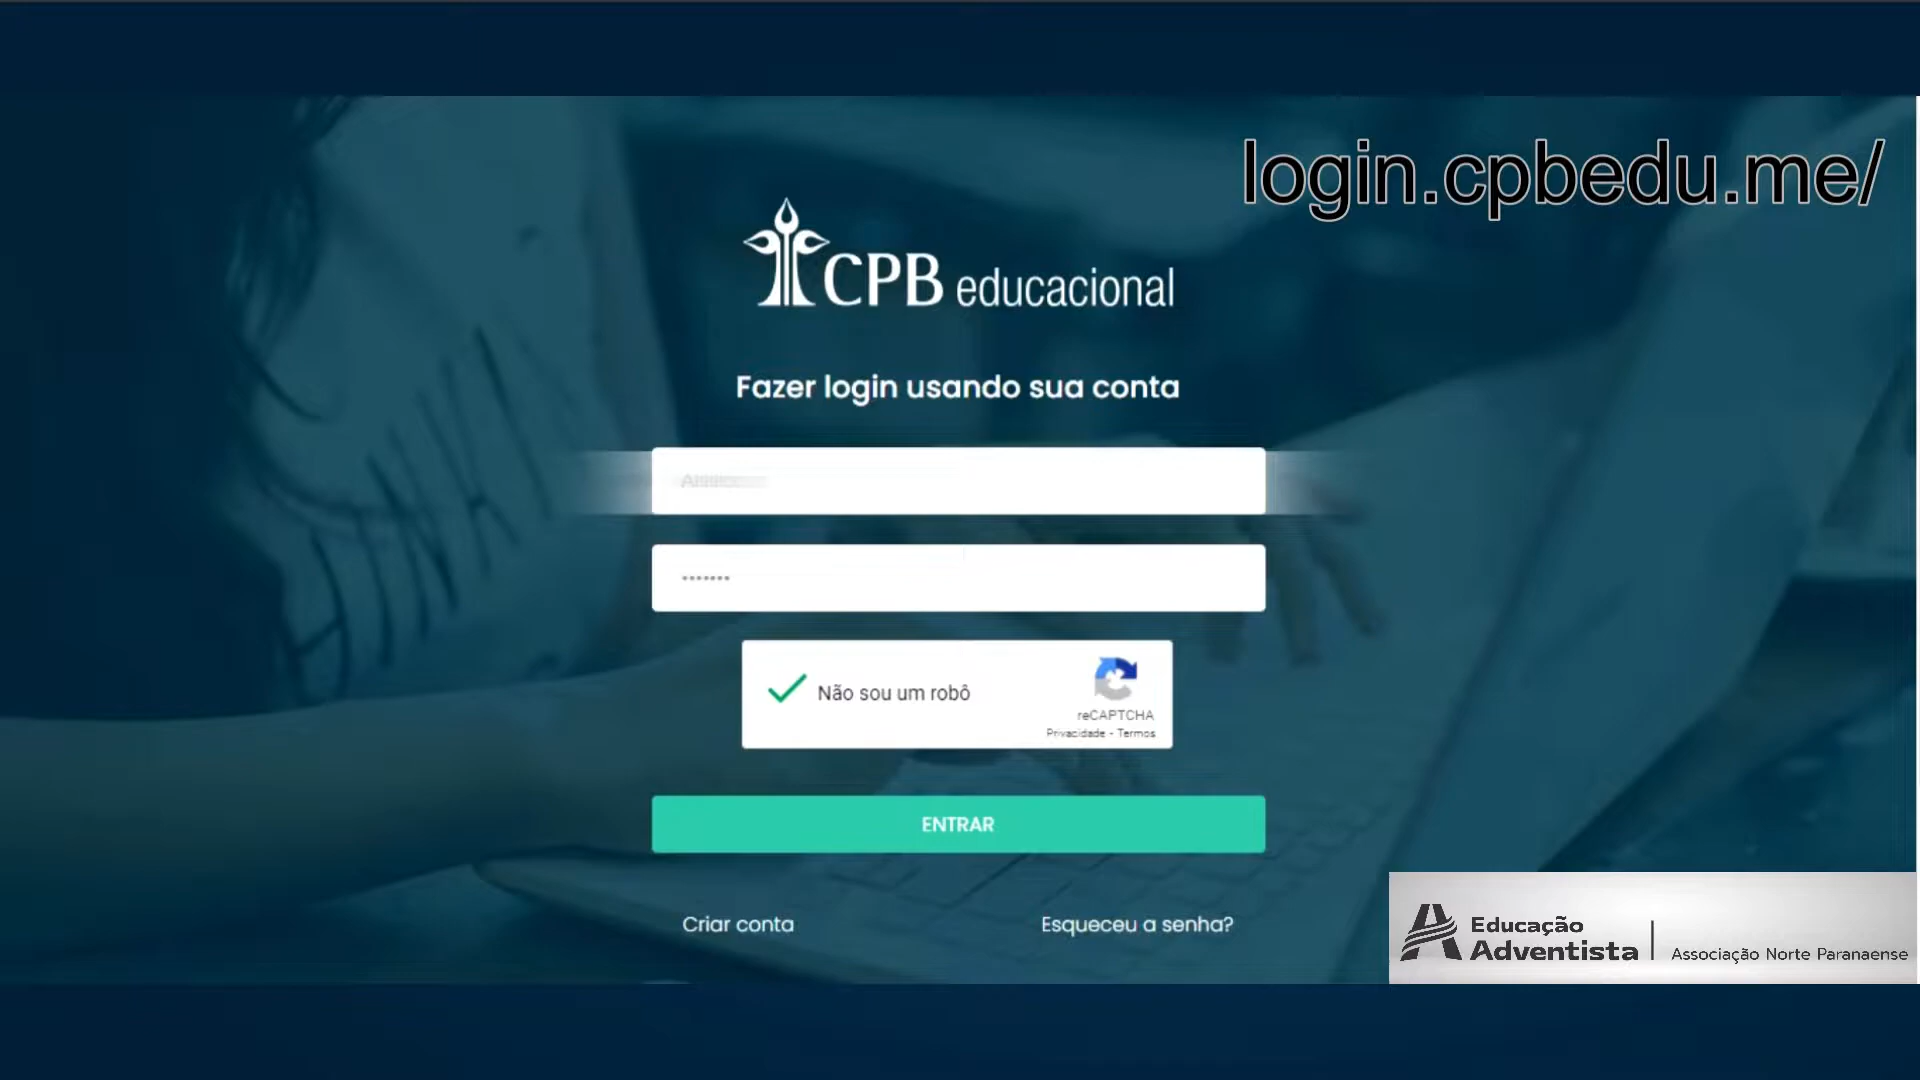 login.cpbedu.me/
CPB educacional
Fazer login usando sua conta
•••••••
Não sou um robô
reCAPTCHA
Privacidade - Termos
ENTRAR
Criar conta
Esqueceu a senha?
Educação
Adventista
Associação Norte Paranaense